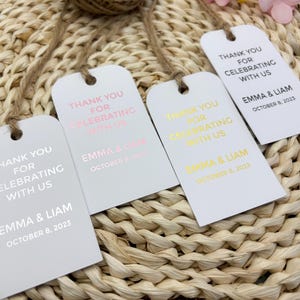 THANK YOU
FOR
CELEBRATING
WITH US
EMMA & LIAM
OCTOBER 8, 2023
THANK YOU
FOR
CELEBRATING
WITH US
EMMA & LIAM
OCTOBER 8, 2023
THANK YOU
FOR
CELEBRATING
WITH US
EMMA & LIAM
OCTOBER 8, 2023
THANK YOU
FOR
CELEBRATING
WITH US
EMMA & LIAM
OCTOBER 8, 2023